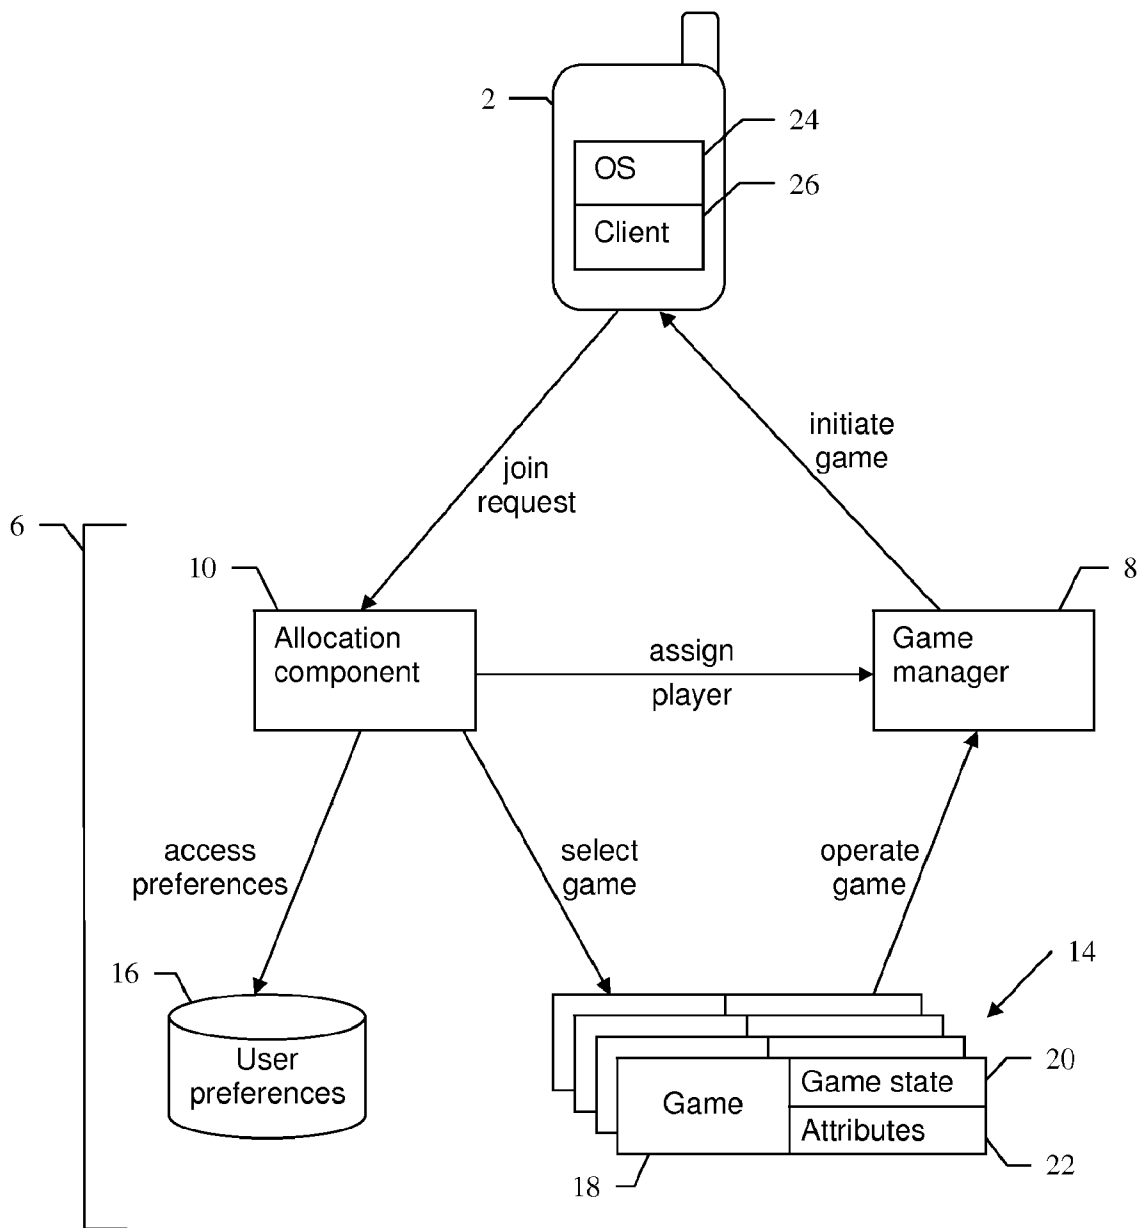 2
24
OS
26
Client
initiate
game
join
request
6
10
8
Allocation
component
assign
player
Game
manager
access
preferences
select
game
operate
game
14
16
User
preferences
Game
Game state
20
Attributes
22
18